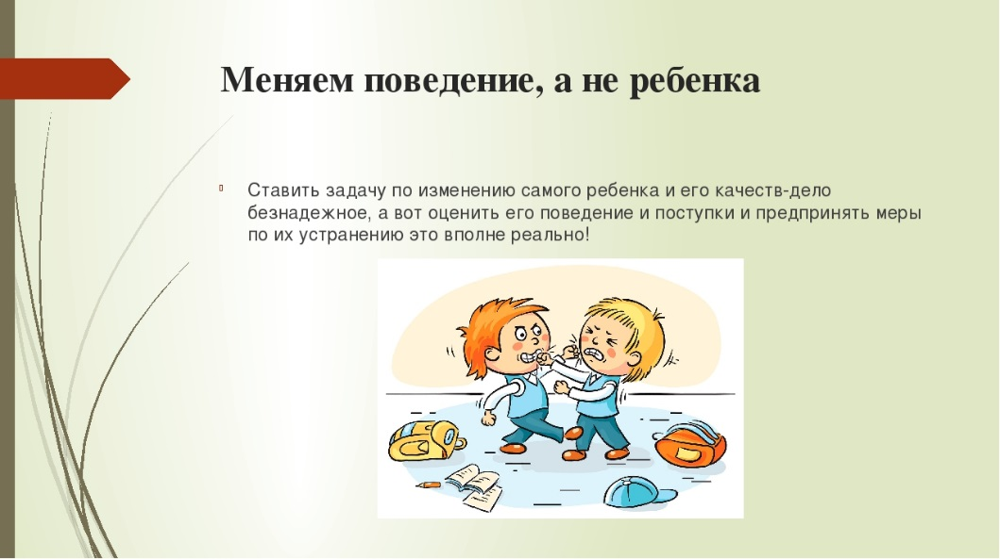 Меняем поведение, а не ребенка
Ставить задачу по изменению самого ребенка и его качеств-дело
безнадежное, а вот оценить его поведение и поступки и предпринять меры
по их устранению это вполне реально!